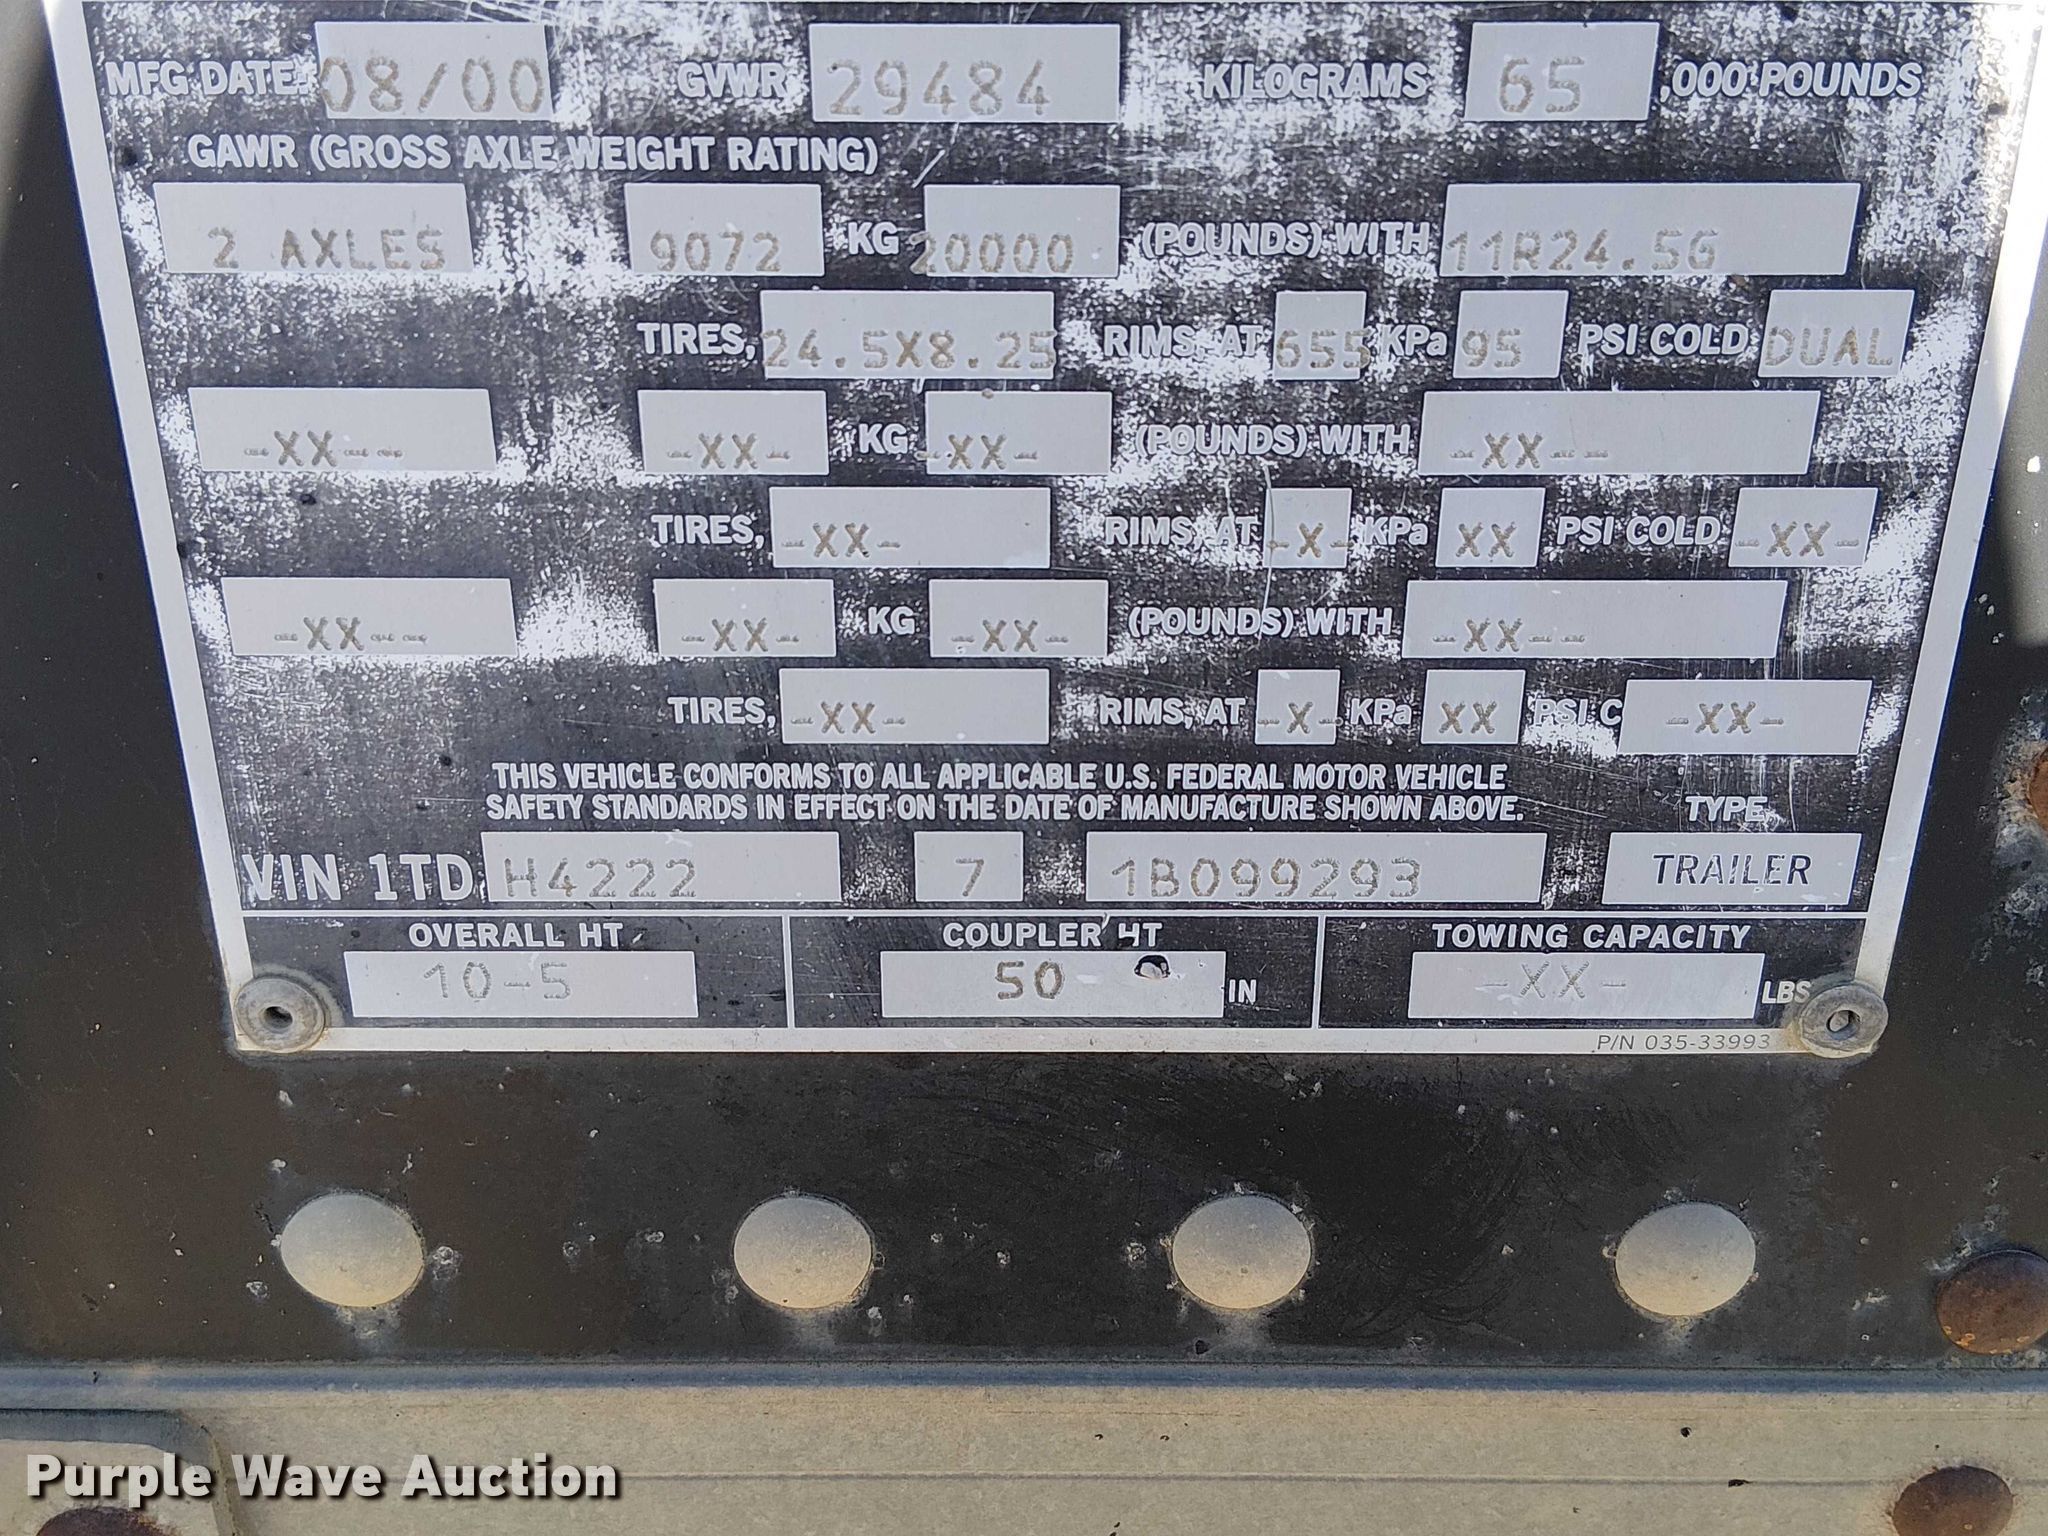 MFG DATE: 08/00 GVWR 29484 KILOGRAMS 65 ,000 POUNDS
GAWR (GROSS AXLE WEIGHT RATING)
2 AXLES 9072 KG 20000 (POUNDS) WITH 11R24.5G
TIRES, 24.5X8.25 RIMS, AT 655 KPa 95 PSI COLD DUAL
-XX--- -XX- KG -XX- (POUNDS) WITH -XX---
TIRES, -XX- RIMS, AT -X- KPa XX PSI COLD -XX-
-XX--- -XX- KG -XX- (POUNDS) WITH -XX---
TIRES, -XX- RIMS, AT -X- KPa XX PSI C -XX-
THIS VEHICLE CONFORMS TO ALL APPLICABLE U.S. FEDERAL MOTOR VEHICLE
SAFETY STANDARDS IN EFFECT ON THE DATE OF MANUFACTURE SHOWN ABOVE. TYPE
VIN 1TD H4222 7 1B099293 TRAILER
OVERALL HT COUPLER HT TOWING CAPACITY
10-5 50 IN -XX- LBS
P/N 035-33993
Purple Wave Auction